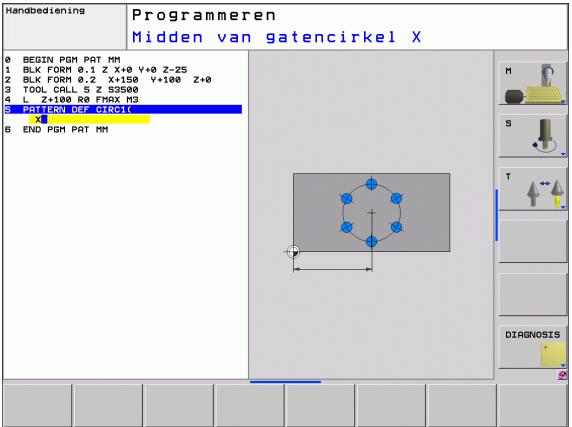 Handbediening
Programmeren
Midden van gatencirkel X
0 BEGIN PGM PAT MM
1 BLK FORM 0.1 Z X+0 Y+0 Z-25
2 BLK FORM 0.2 X+150 Y+100 Z+0
3 TOOL CALL 5 Z S3500
4 L Z+100 R0 FMAX M3
5 PATTERN DEF CIRC1(
X
6 END PGM PAT MM
M
S
T
DIAGNOSIS